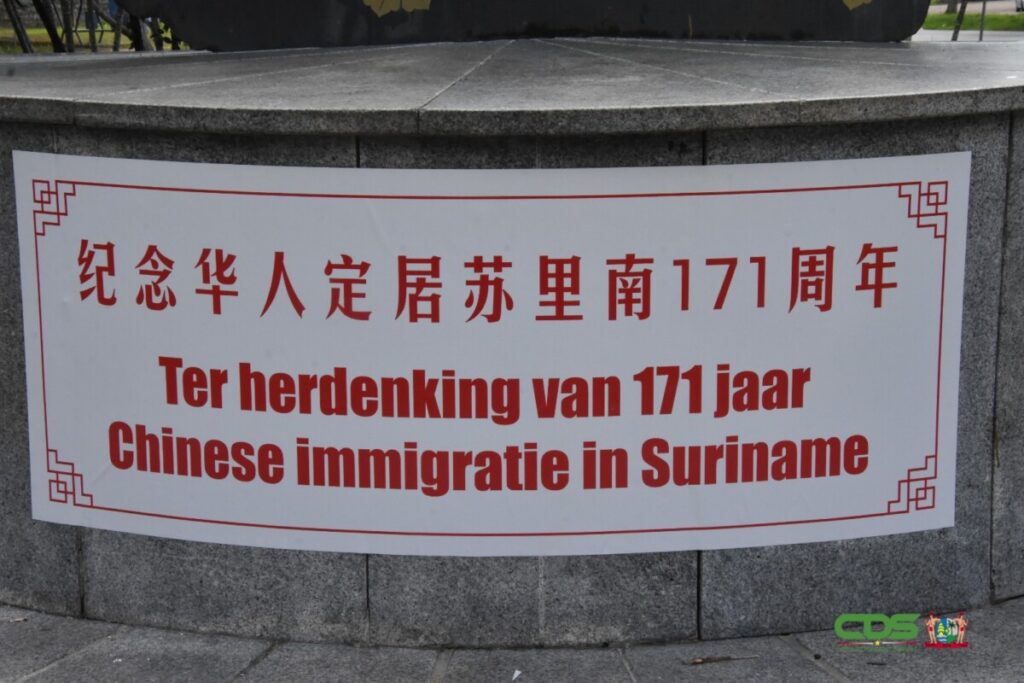 纪念华人定居苏里南171周年
Ter herdenking van 171 jaar
Chinese immigratie in Suriname
CDS